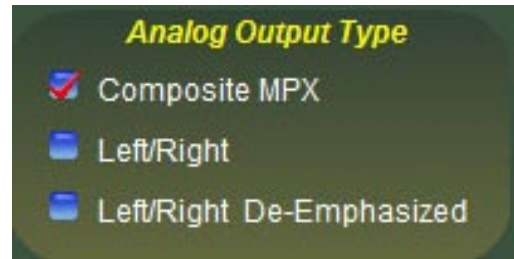 Analog Output Type
Composite MPX
Left/Right
Left/Right De-Emphasized